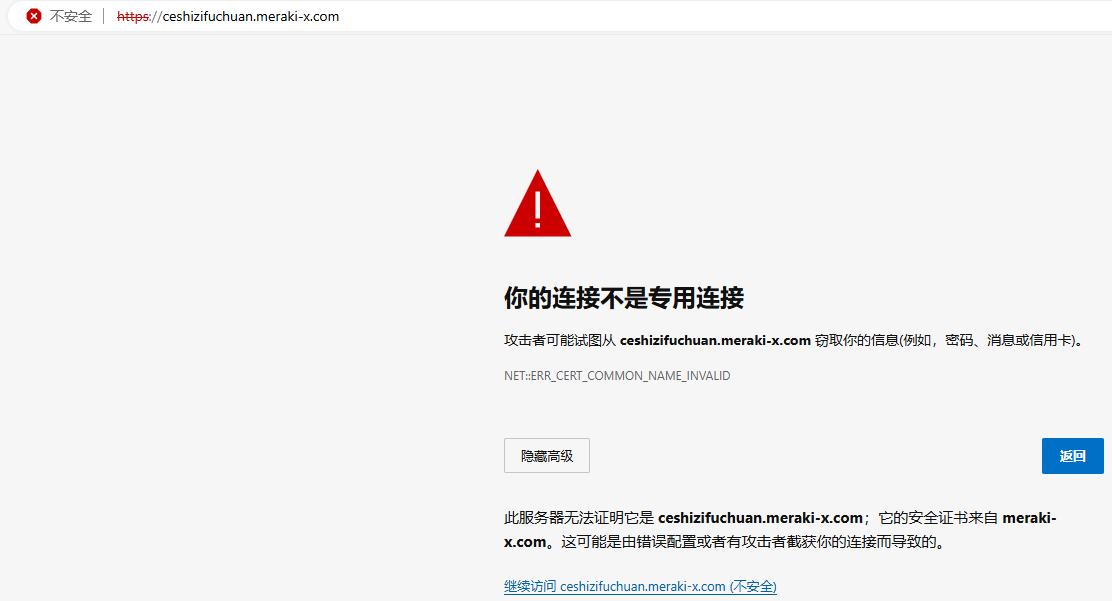 不安全 https://ceshizifuchuan.meraki-x.com
你的连接不是专用连接
攻击者可能试图从 ceshizifuchuan.meraki-x.com 窃取你的信息(例如，密码、消息或信用卡)。
NET::ERR_CERT_COMMON_NAME_INVALID
隐藏高级 返回
此服务器无法证明它是 ceshizifuchuan.meraki-x.com；它的安全证书来自 meraki-
x.com。这可能是由错误配置或者有攻击者截获你的连接而导致的。
继续访问 ceshizifuchuan.meraki-x.com (不安全)